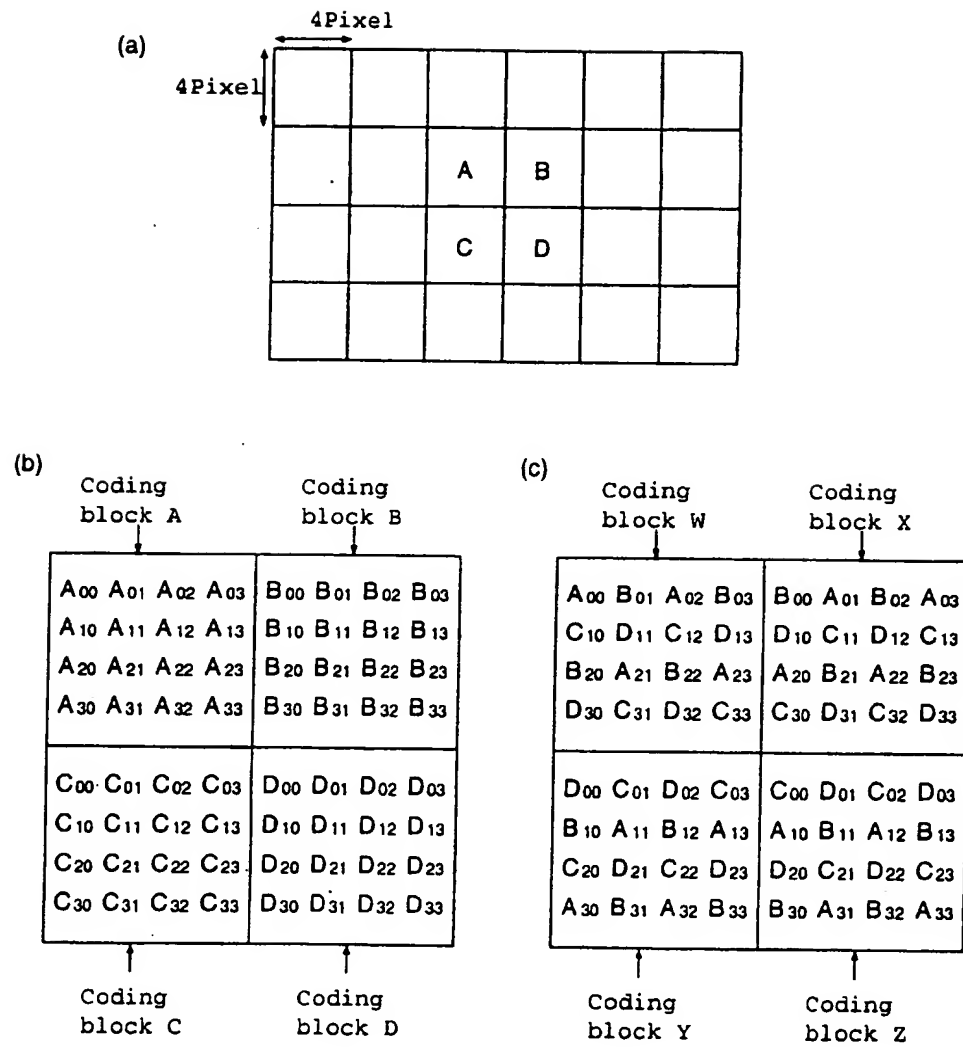 (a)
4Pixel
4Pixel
A B
C D
(b)
Coding
block A
Coding
block B
A00 A01 A02 A03 B00 B01 B02 B03
A10 A11 A12 A13 B10 B11 B12 B13
A20 A21 A22 A23 B20 B21 B22 B23
A30 A31 A32 A33 B30 B31 B32 B33
C00 C01 C02 C03 D00 D01 D02 D03
C10 C11 C12 C13 D10 D11 D12 D13
C20 C21 C22 C23 D20 D21 D22 D23
C30 C31 C32 C33 D30 D31 D32 D33
Coding
block C
Coding
block D
(c)
Coding
block W
Coding
block X
A00 B01 A02 B03 B00 A01 B02 A03
C10 D11 C12 D13 D10 C11 D12 C13
B20 A21 B22 A23 A20 B21 A22 B23
D30 C31 D32 C33 C30 D31 C32 D33
D00 C01 D02 C03 C00 D01 C02 D03
B10 A11 B12 A13 A10 B11 A12 B13
C20 D21 C22 D23 D20 C21 D22 C23
A30 B31 A32 B33 B30 A31 B32 A33
Coding
block Y
Coding
block Z